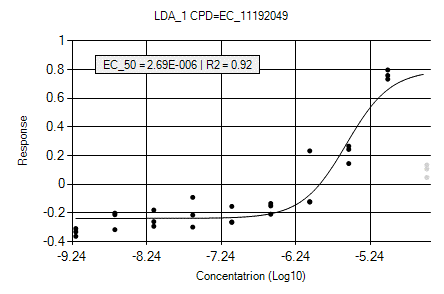 LDA_1 CPD=EC_11192049
EC_50 = 2.69E-006 | R2 = 0.92
Response
1
0.8
0.6
0.4
0.2
0
-0.2
-0.4
-9.24 -8.24 -7.24 -6.24 -5.24
Concentatrion (Log10)